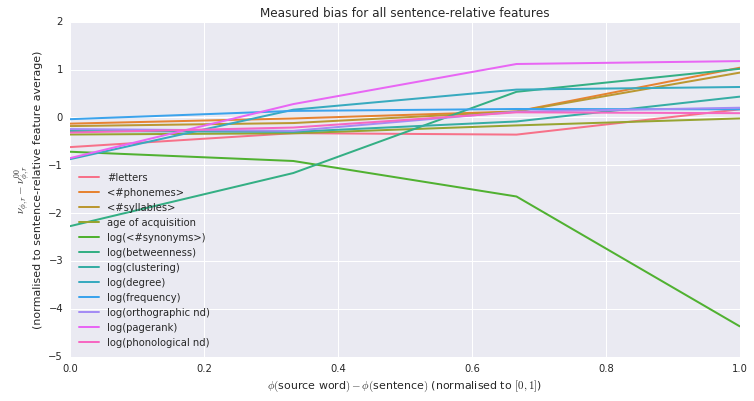 Measured bias for all sentence-relative features
2
1
0
−1
−2
−3
−4
−5
ν_{ϕ,r} − ν^{00}_{ϕ,r}
(normalised to sentence-relative feature average)
#letters
<#phonemes>
<#syllables>
age of acquisition
log(<#synonyms>)
log(betweenness)
log(clustering)
log(degree)
log(frequency)
log(orthographic nd)
log(pagerank)
log(phonological nd)
0.0 0.2 0.4 0.6 0.8 1.0
ϕ(source word) − ϕ(sentence) (normalised to [0, 1])